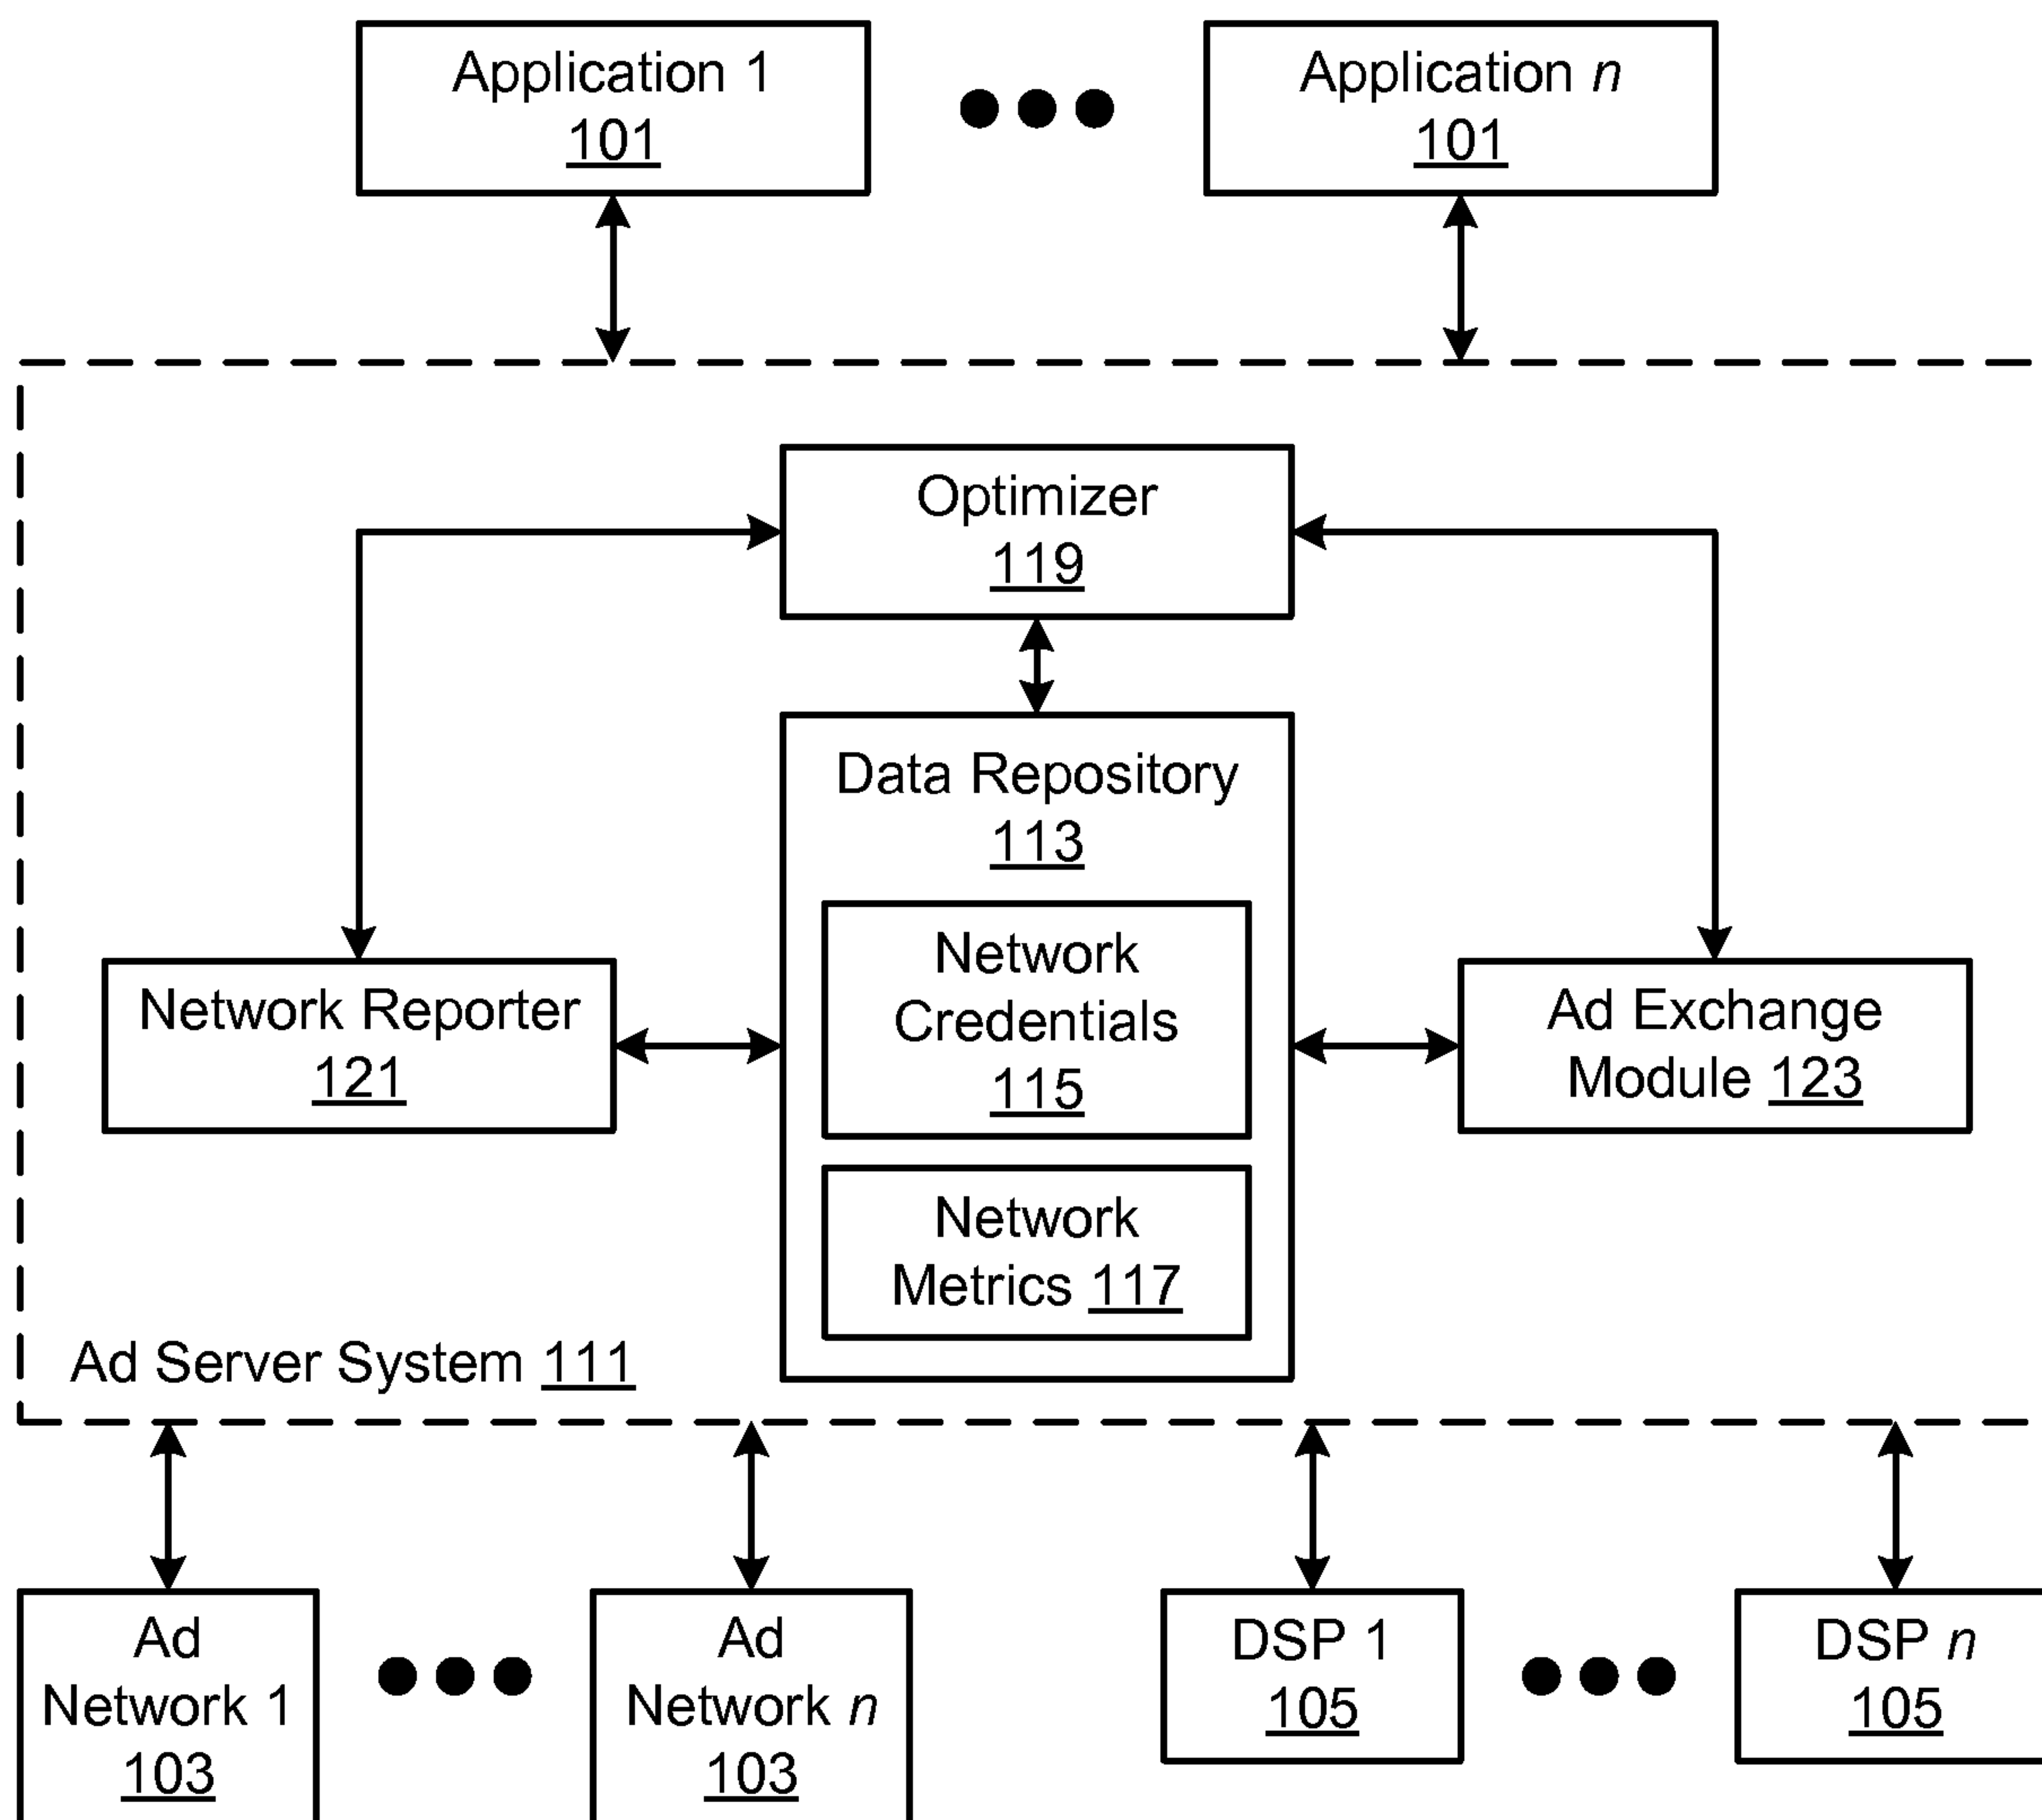 Application 1
101
Application n
101
Optimizer
119
Data Repository
113
Network Reporter
121
Network
Credentials
115
Ad Exchange
Module 123
Network
Metrics 117
Ad Server System 111
Ad
Network 1
103
Ad
Network n
103
DSP 1
105
DSP n
105